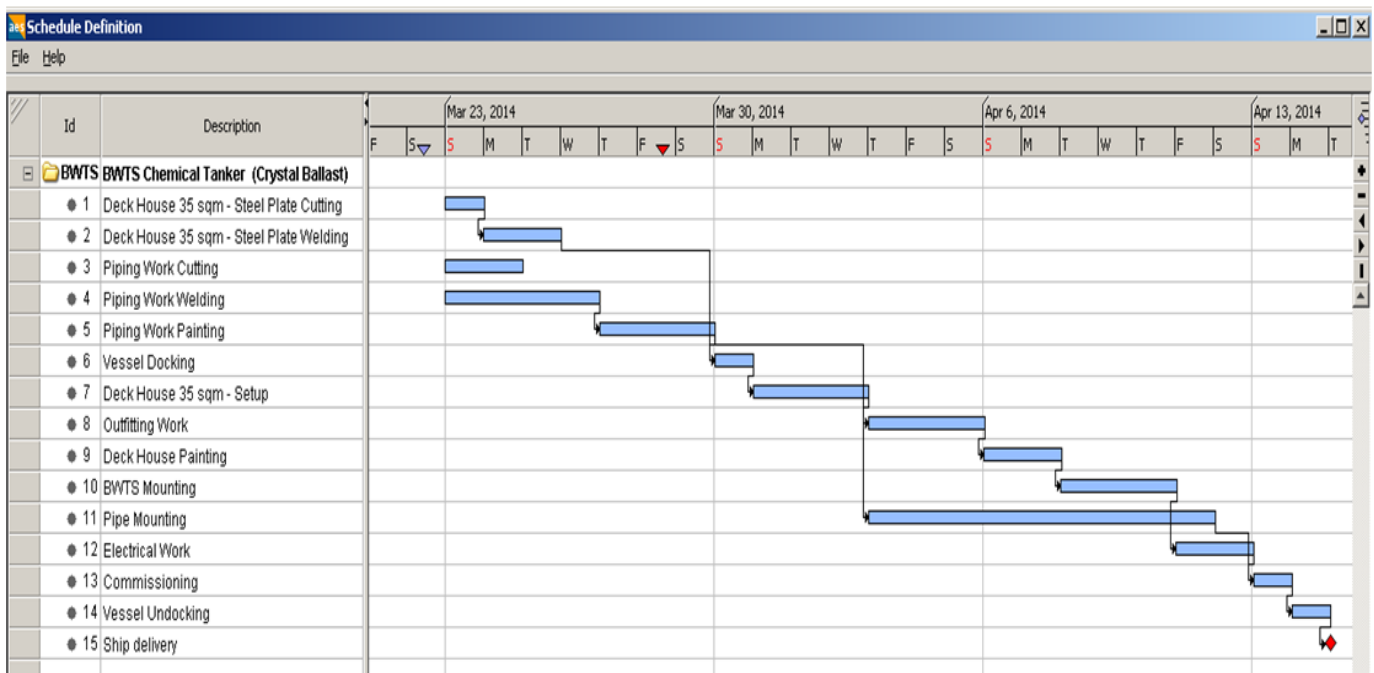 aes Schedule Definition
File Help
Id Description
Mar 23, 2014 Mar 30, 2014 Apr 6, 2014 Apr 13, 2014
F S S M T W T F S S M T W T F S S M T W T F S S M T
BWTS BWTS Chemical Tanker (Crystal Ballast)
1 Deck House 35 sqm - Steel Plate Cutting
2 Deck House 35 sqm - Steel Plate Welding
3 Piping Work Cutting
4 Piping Work Welding
5 Piping Work Painting
6 Vessel Docking
7 Deck House 35 sqm - Setup
8 Outfitting Work
9 Deck House Painting
10 BWTS Mounting
11 Pipe Mounting
12 Electrical Work
13 Commissioning
14 Vessel Undocking
15 Ship delivery